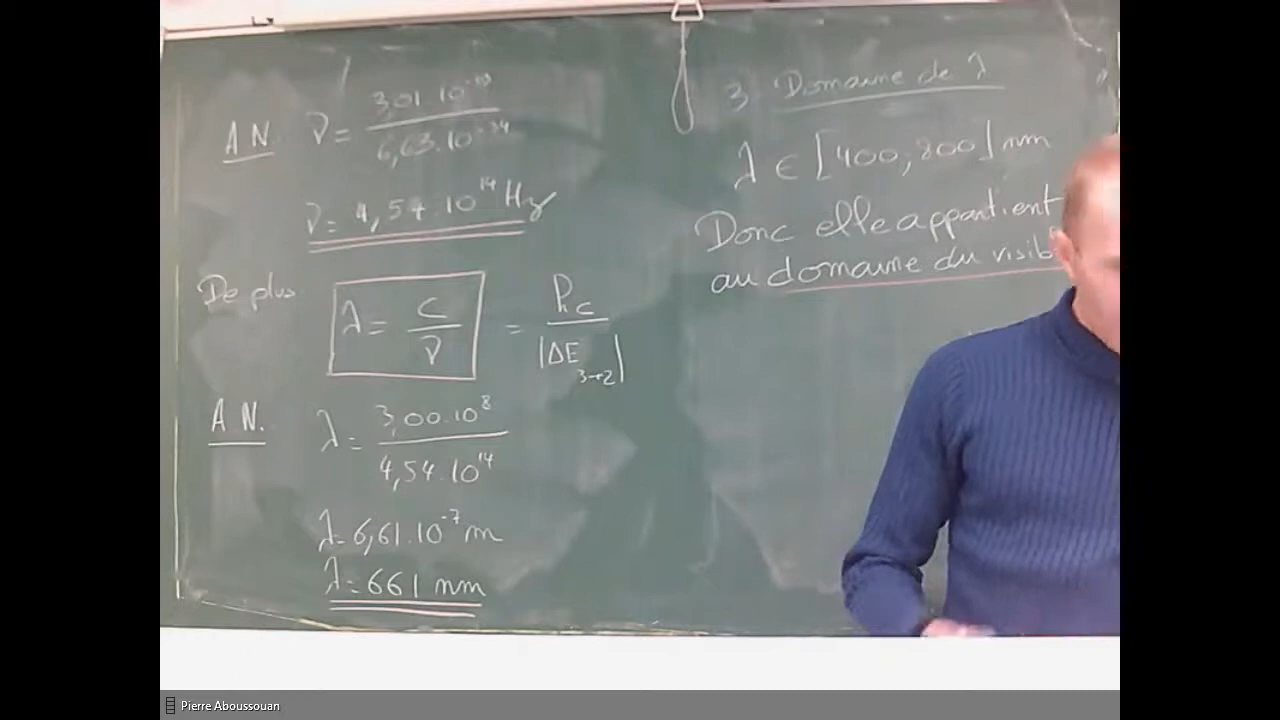 A.N. ν = 3,01.10⁻¹⁹ / 6,63.10⁻³⁴
ν = 4,54.10¹⁴ Hz
De plus λ = c / ν = hc / |ΔE 3→2|
A N. λ = 3,00.10⁸ / 4,54.10¹⁴
λ = 6,61.10⁻⁷ m
λ = 661 nm
3 Domaine de λ
λ ∈ [400, 800] nm
Donc elle appartient
au domaine du visib
Pierre Aboussouan